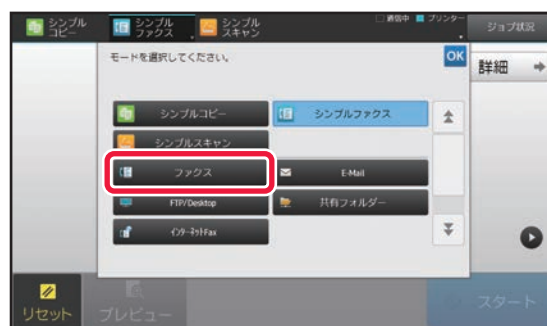 シンプル
コピー
シンプル
ファクス
シンプル
スキャン
通信中
プリンター
ジョブ状況
モードを選択してください。
OK
詳細
シンプルコピー
シンプルファクス
シンプルスキャン
ファクス
E-Mail
FTP/Desktop
共有フォルダー
インターネットFax
リセット
プレビュー
スタート